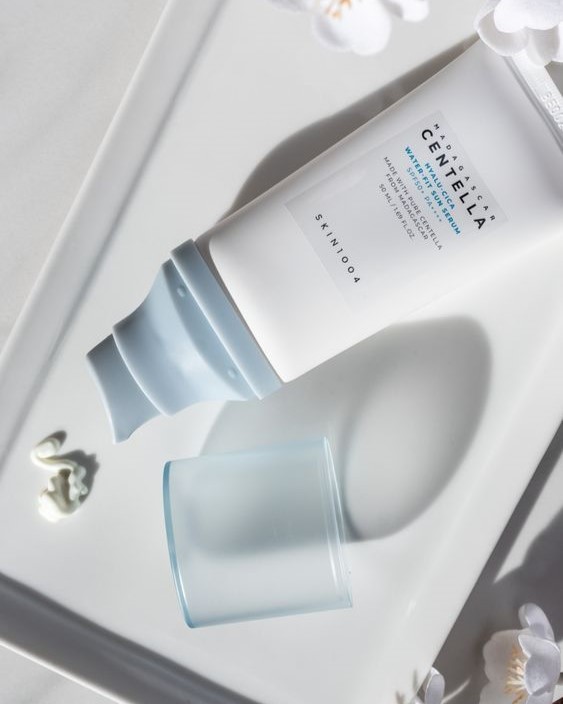 MADAGASCAR
CENTELLA
HYALU-CICA
WATER-FIT SUN SERUM
SPF50+ PA++++
MADE WITH PURE CENTELLA
FROM MADAGASCAR
50 ML / 1.69 FL.OZ
SKIN1004